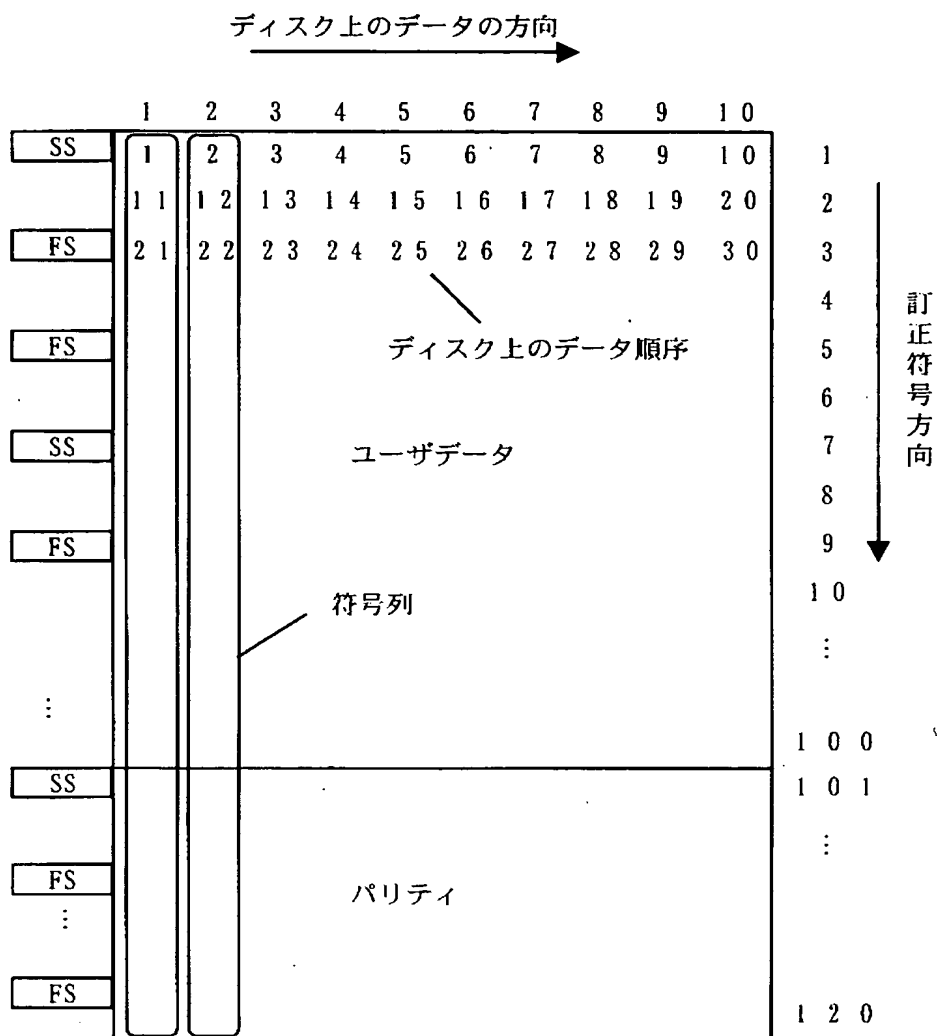 ディスク上のデータの方向
1 2 3 4 5 6 7 8 9 10
SS 1 2 3 4 5 6 7 8 9 10 1
11 12 13 14 15 16 17 18 19 20 2
FS 21 22 23 24 25 26 27 28 29 30 3
4
FS ディスク上のデータ順序 5
6
SS ユーザデータ 7
8
FS 9
10
訂正符号方向
符号列
⋮
⋮
100
SS 101
⋮
FS パリティ
⋮
FS
120